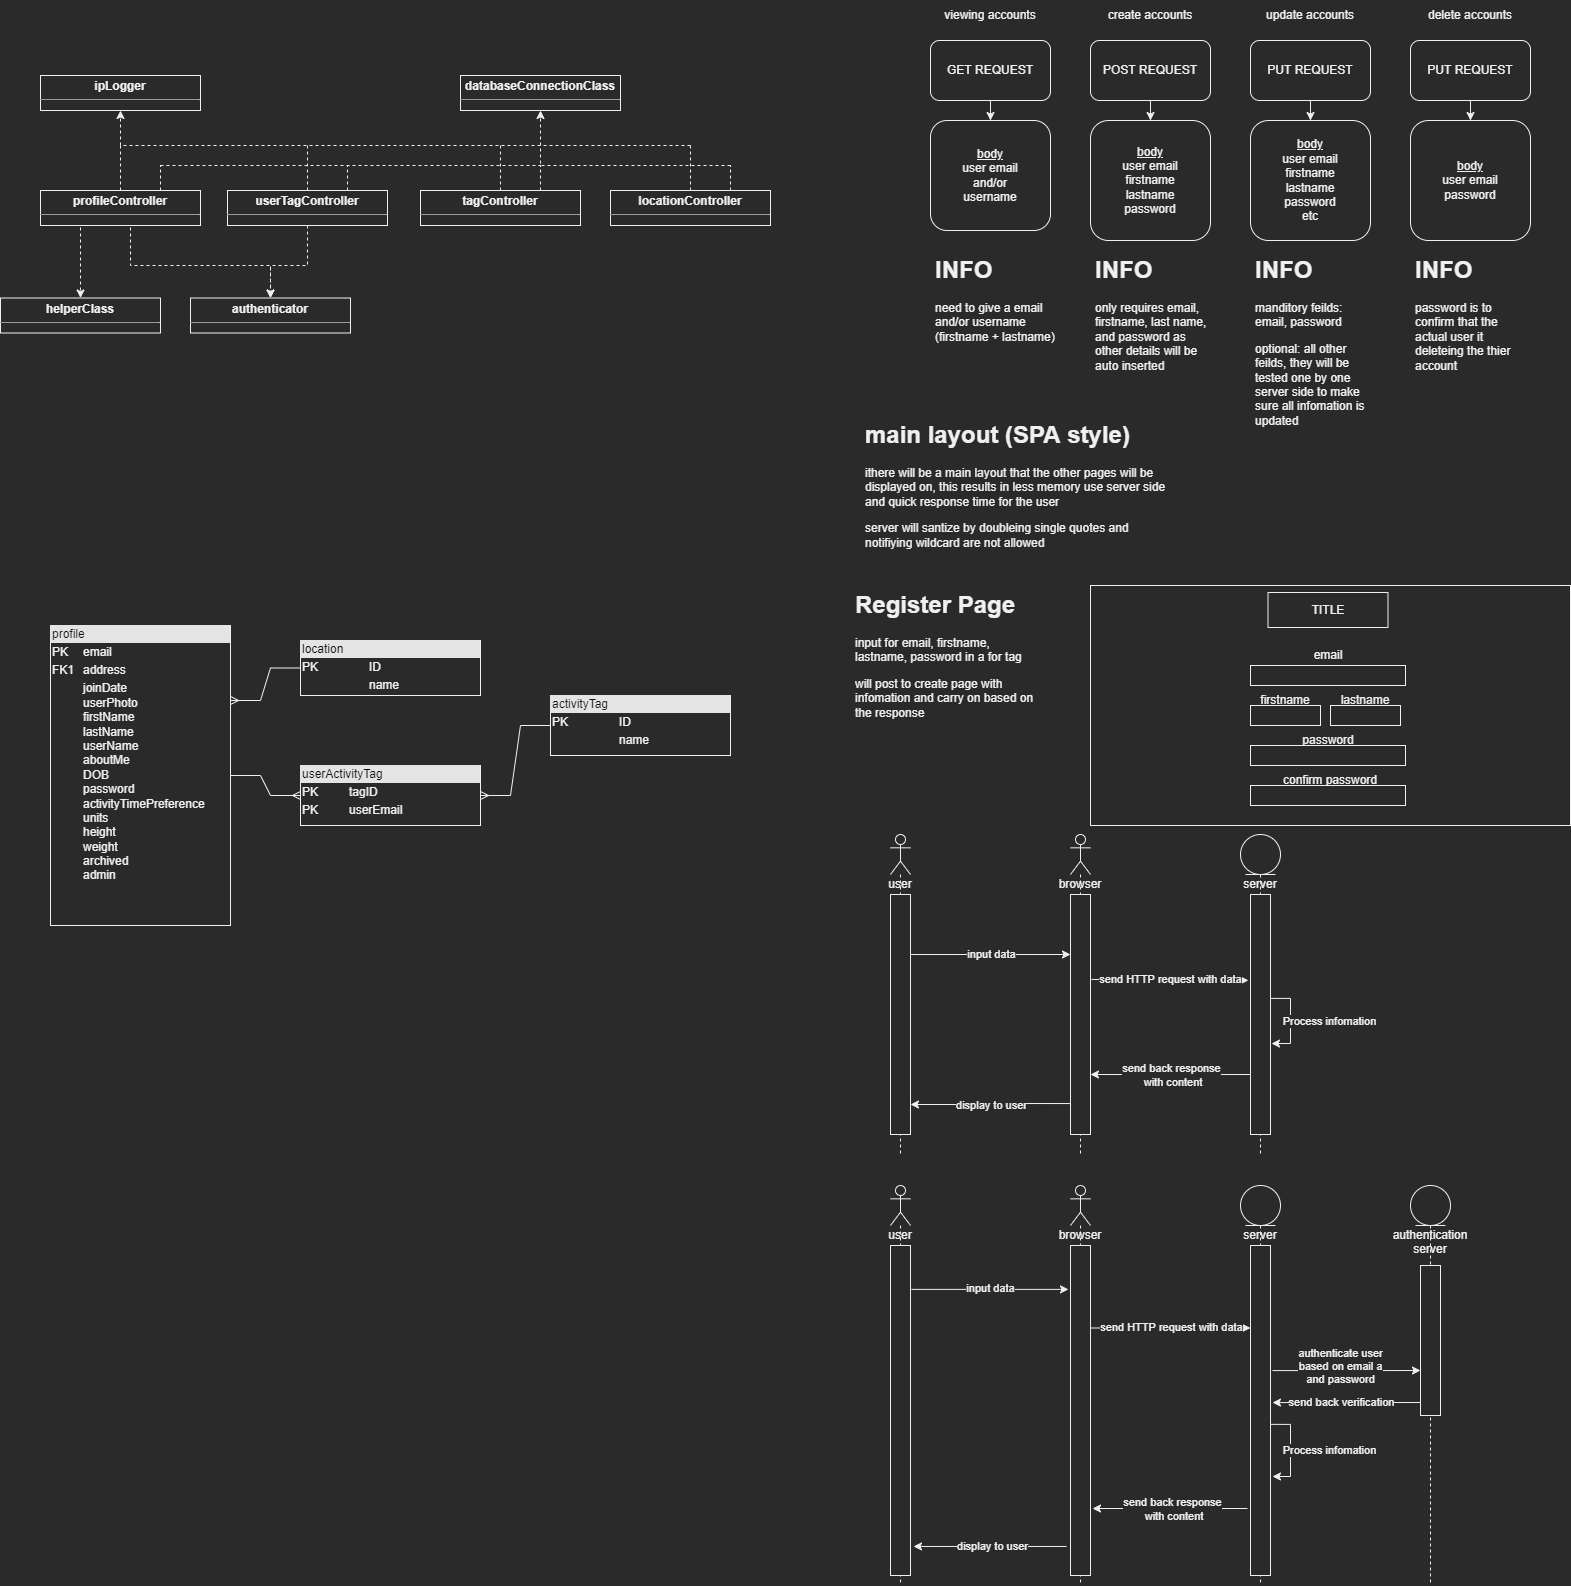 ipLogger
databaseConnectionClass
profileController
userTagController
tagController
locationController
helperClass
authenticator
viewing accounts
create accounts
update accounts
delete accounts
GET REQUEST
POST REQUEST
PUT REQUEST
PUT REQUEST
body
user email
and/or
username
body
user email
firstname
lastname
password
body
user email
firstname
lastname
password
etc
body
user email
password
INFO
need to give a email
and/or username
(firstname + lastname)
INFO
only requires email,
firstname, last name,
and password as
other details will be
auto inserted
INFO
manditory feilds:
email, password
optional: all other
feilds, they will be
tested one by one
server side to make
sure all infomation is
updated
INFO
password is to
confirm that the
actual user it
deleteing the thier
account
main layout (SPA style)
ithere will be a main layout that the other pages will be
displayed on, this results in less memory use server side
and quick response time for the user
server will santize by doubleing single quotes and
notifiying wildcard are not allowed
profile
PK email
FK1 address
joinDate
userPhoto
firstName
lastName
userName
aboutMe
DOB
password
activityTimePreference
units
height
weight
archived
admin
location
PK ID
name
activityTag
PK ID
name
userActivityTag
PK tagID
PK userEmail
Register Page
input for email, firstname,
lastname, password in a for tag
will post to create page with
infomation and carry on based on
the response
TITLE
email
firstname
lastname
password
confirm password
user
browser
server
input data
send HTTP request with data
Process infomation
send back response
with content
display to user
user
browser
server
authentication
server
input data
send HTTP request with data
authenticate user
based on email a
and password
send back verification
Process infomation
send back response
with content
display to user